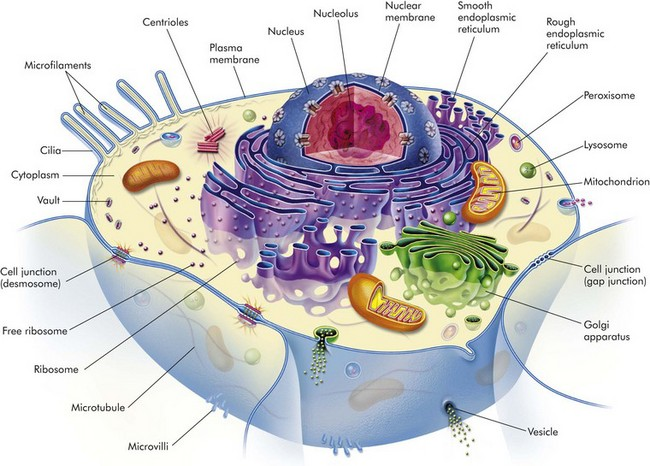 Nucleolus
Nuclear
membrane
Smooth
endoplasmic
reticulum
Rough
endoplasmic
reticulum
Centrioles
Nucleus
Plasma
membrane
Microfilaments
Peroxisome
Lysosome
Mitochondrion
Cilia
Cytoplasm
Vault
Cell junction
(desmosome)
Cell junction
(gap junction)
Free ribosome
Golgi
apparatus
Ribosome
Microtubule
Microvilli
Vesicle